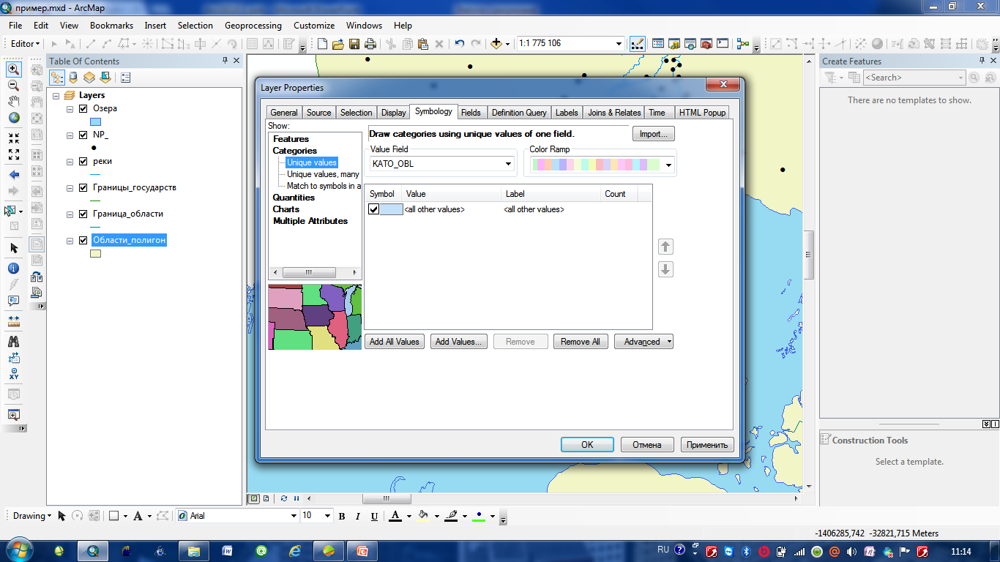 пример.mxd - ArcMap
File Edit View Bookmarks Insert Selection Geoprocessing Customize Windows Help
Editor 1:1 775 106
Table Of Contents
Layers
Озера
NP_
реки
Границы_государств
Граница_области
Области_полигон
Layer Properties
General Source Selection Display Symbology Fields Definition Query Labels Joins & Relates Time HTML Popup
Show:
Features
Categories
Unique values
Unique values, many
Match to symbols in a
Quantities
Charts
Multiple Attributes
Draw categories using unique values of one field.
Import...
Value Field
KATO_OBL
Color Ramp
Symbol Value Label Count
<all other values> <all other values>
Add All Values Add Values... Remove Remove All Advanced
OK Отмена Применить
Create Features
<Search>
There are no templates to show.
Construction Tools
Select a template.
Drawing A Arial 10 B I U A
-1406285,742 -32821,715 Meters
RU 11:14